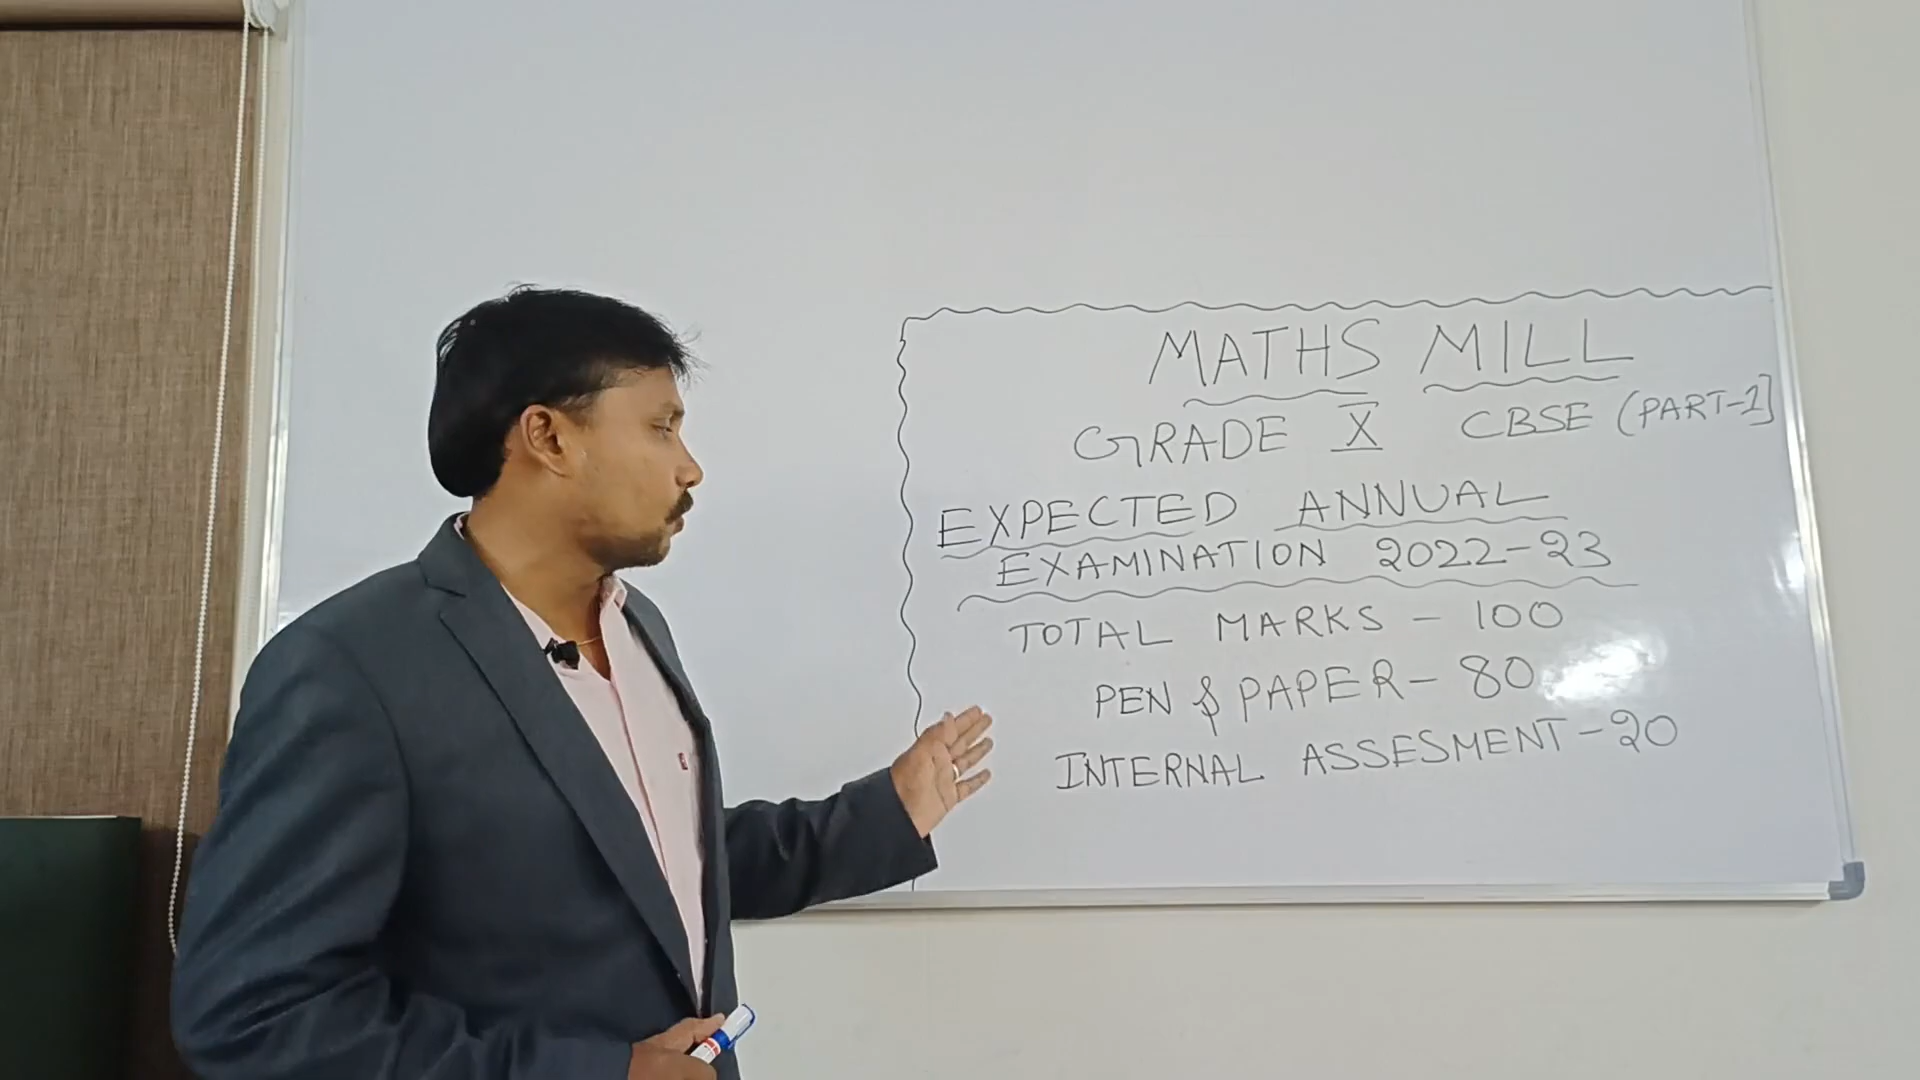 MATHS MILL
GRADE X CBSE (PART-1]
EXPECTED ANNUAL
EXAMINATION 2022-23
TOTAL MARKS - 100
PEN & PAPER - 80
INTERNAL ASSESMENT - 20